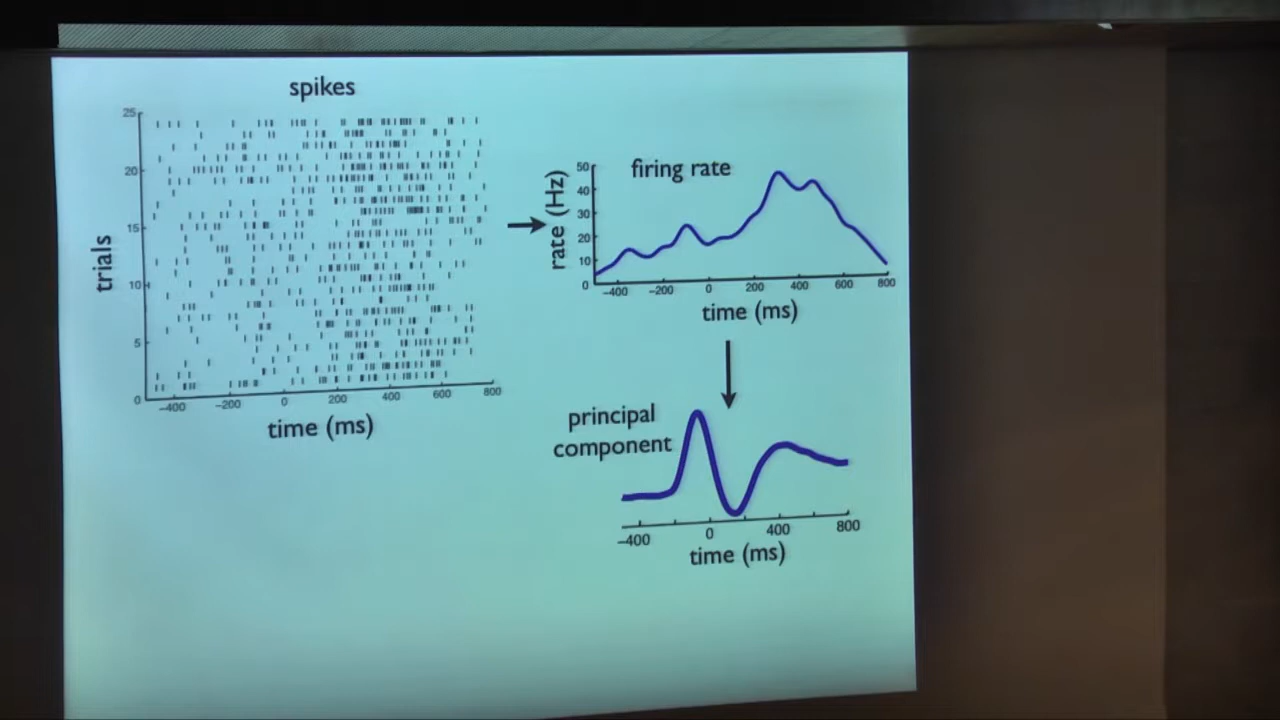 spikes
25
20
15
10
5
0
trials
−400 −200 0 200 400 600 800
time (ms)
firing rate
50
40
30
20
10
0
rate (Hz)
−400 −200 0 200 400 600 800
time (ms)
principal
component
−400 0 400 800
time (ms)